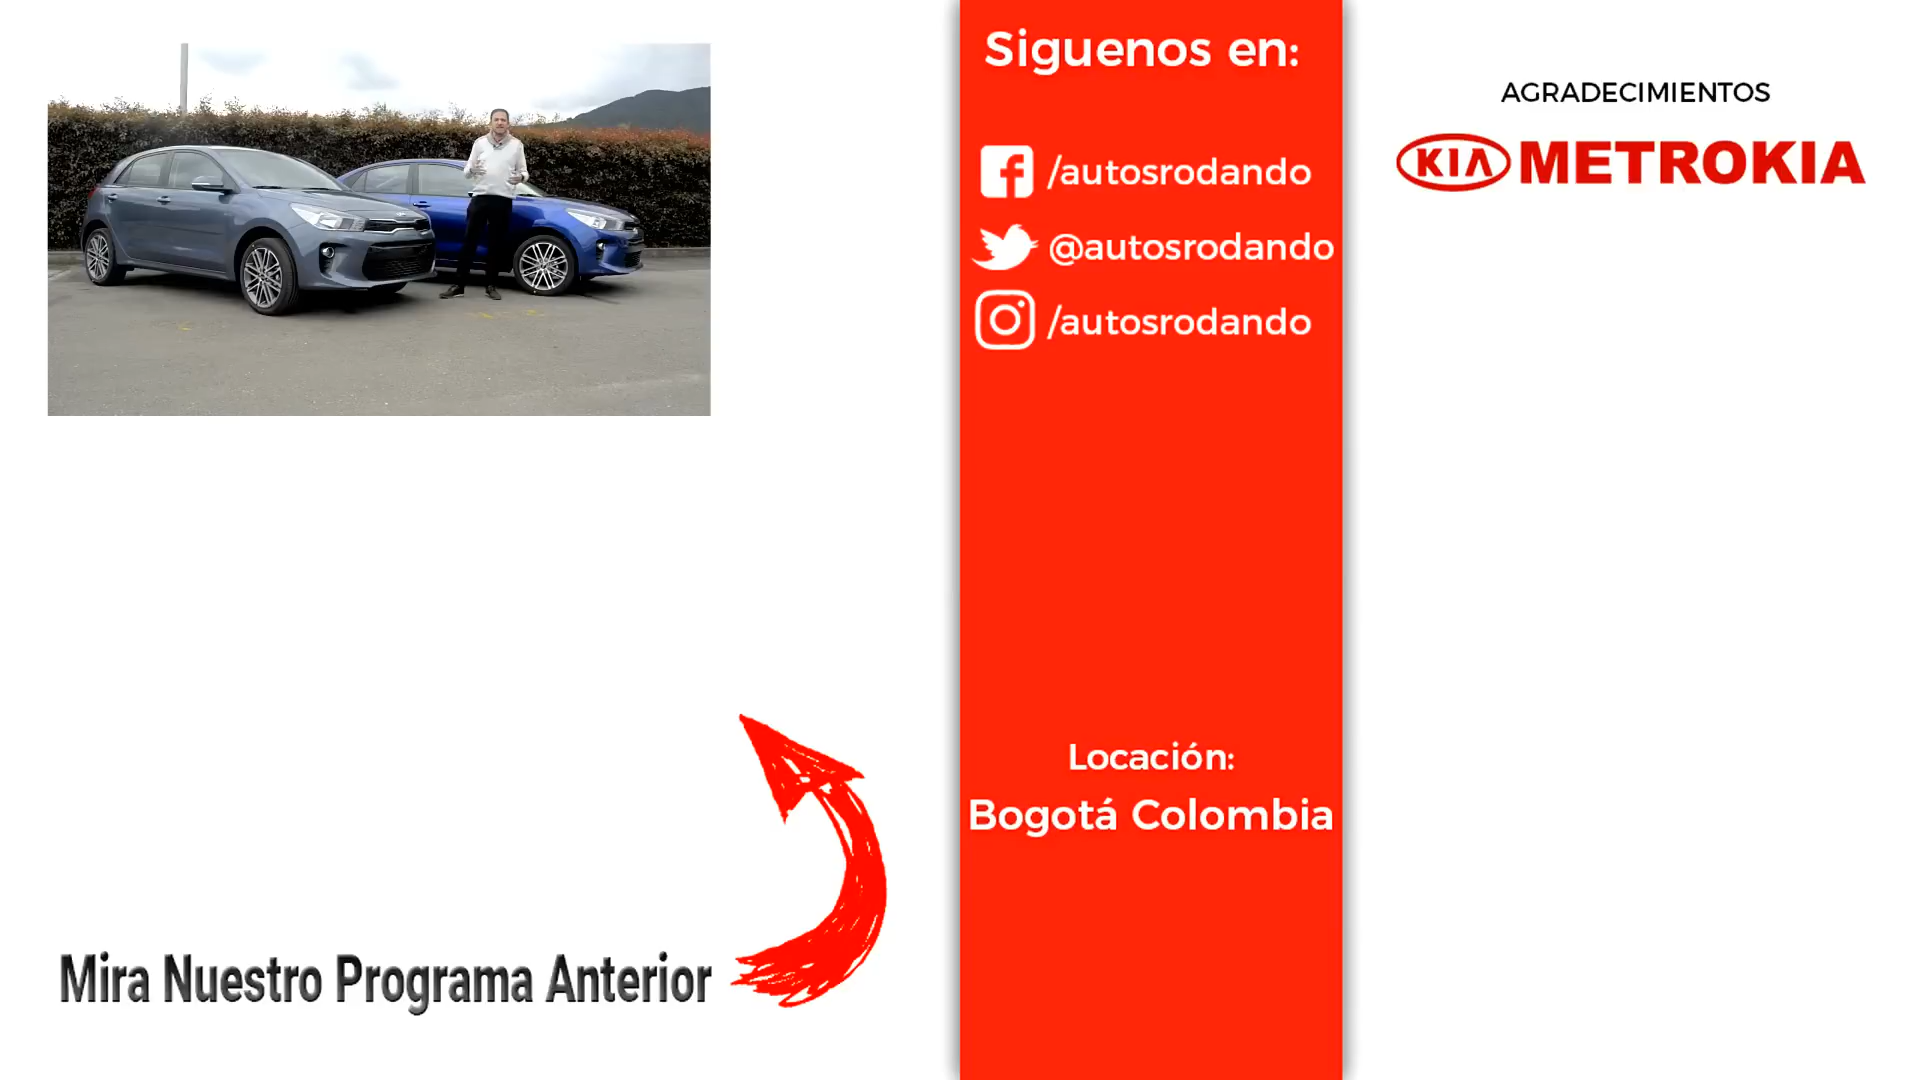 Siguenos en:
/autosrodando
@autosrodando
/autosrodando
Locación:
Bogotá Colombia
AGRADECIMIENTOS
KIA METROKIA
Mira Nuestro Programa Anterior